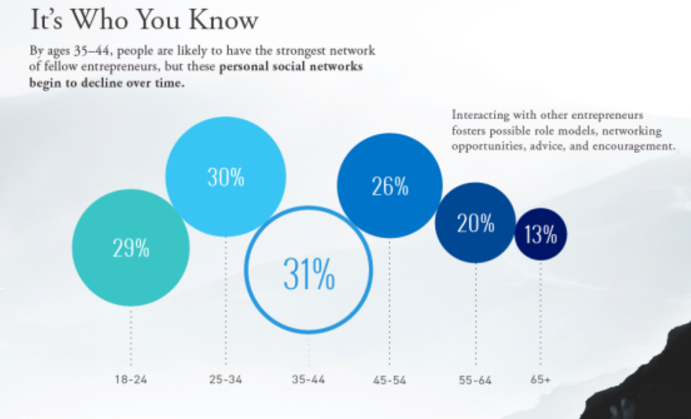 It's Who You Know
By ages 35–44, people are likely to have the strongest network
of fellow entrepreneurs, but these personal social networks
begin to decline over time.
Interacting with other entrepreneurs
fosters possible role models, networking
opportunities, advice, and encouragement.
29%
30%
31%
26%
20%
13%
18-24
25-34
35-44
45-54
55-64
65+